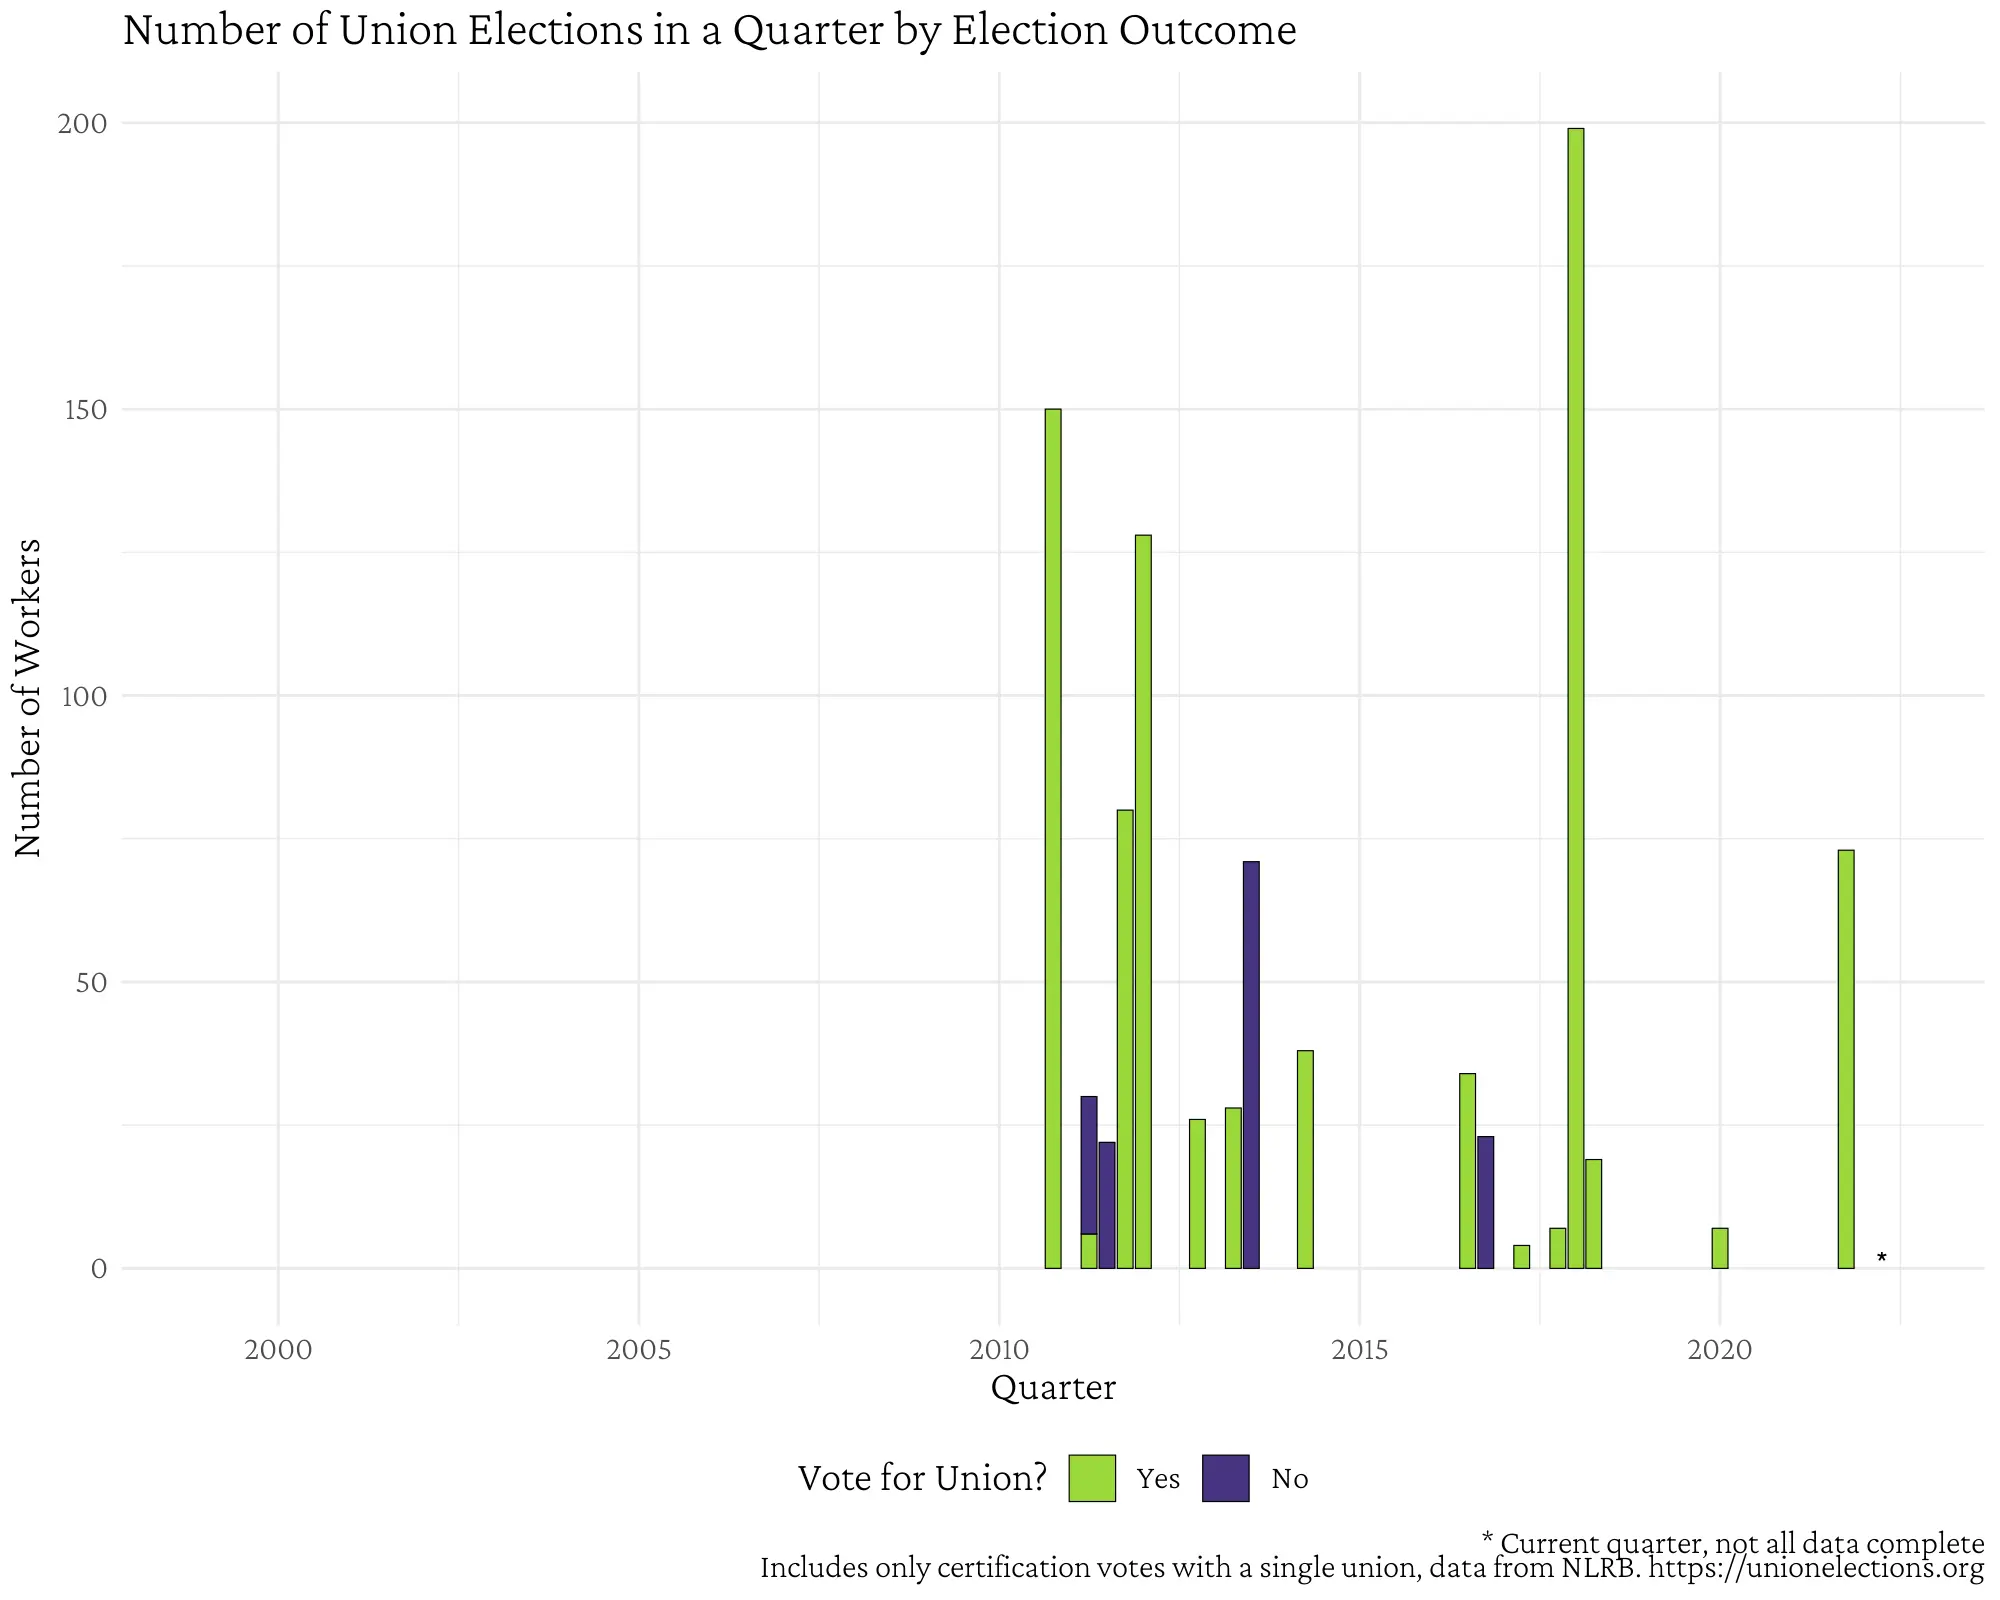 Number of Union Elections in a Quarter by Election Outcome
Number of Workers
200
150
100
50
0
2000 2005 2010 2015 2020
*
Quarter
Vote for Union? Yes No
* Current quarter, not all data complete
Includes only certification votes with a single union, data from NLRB. https://unionelections.org